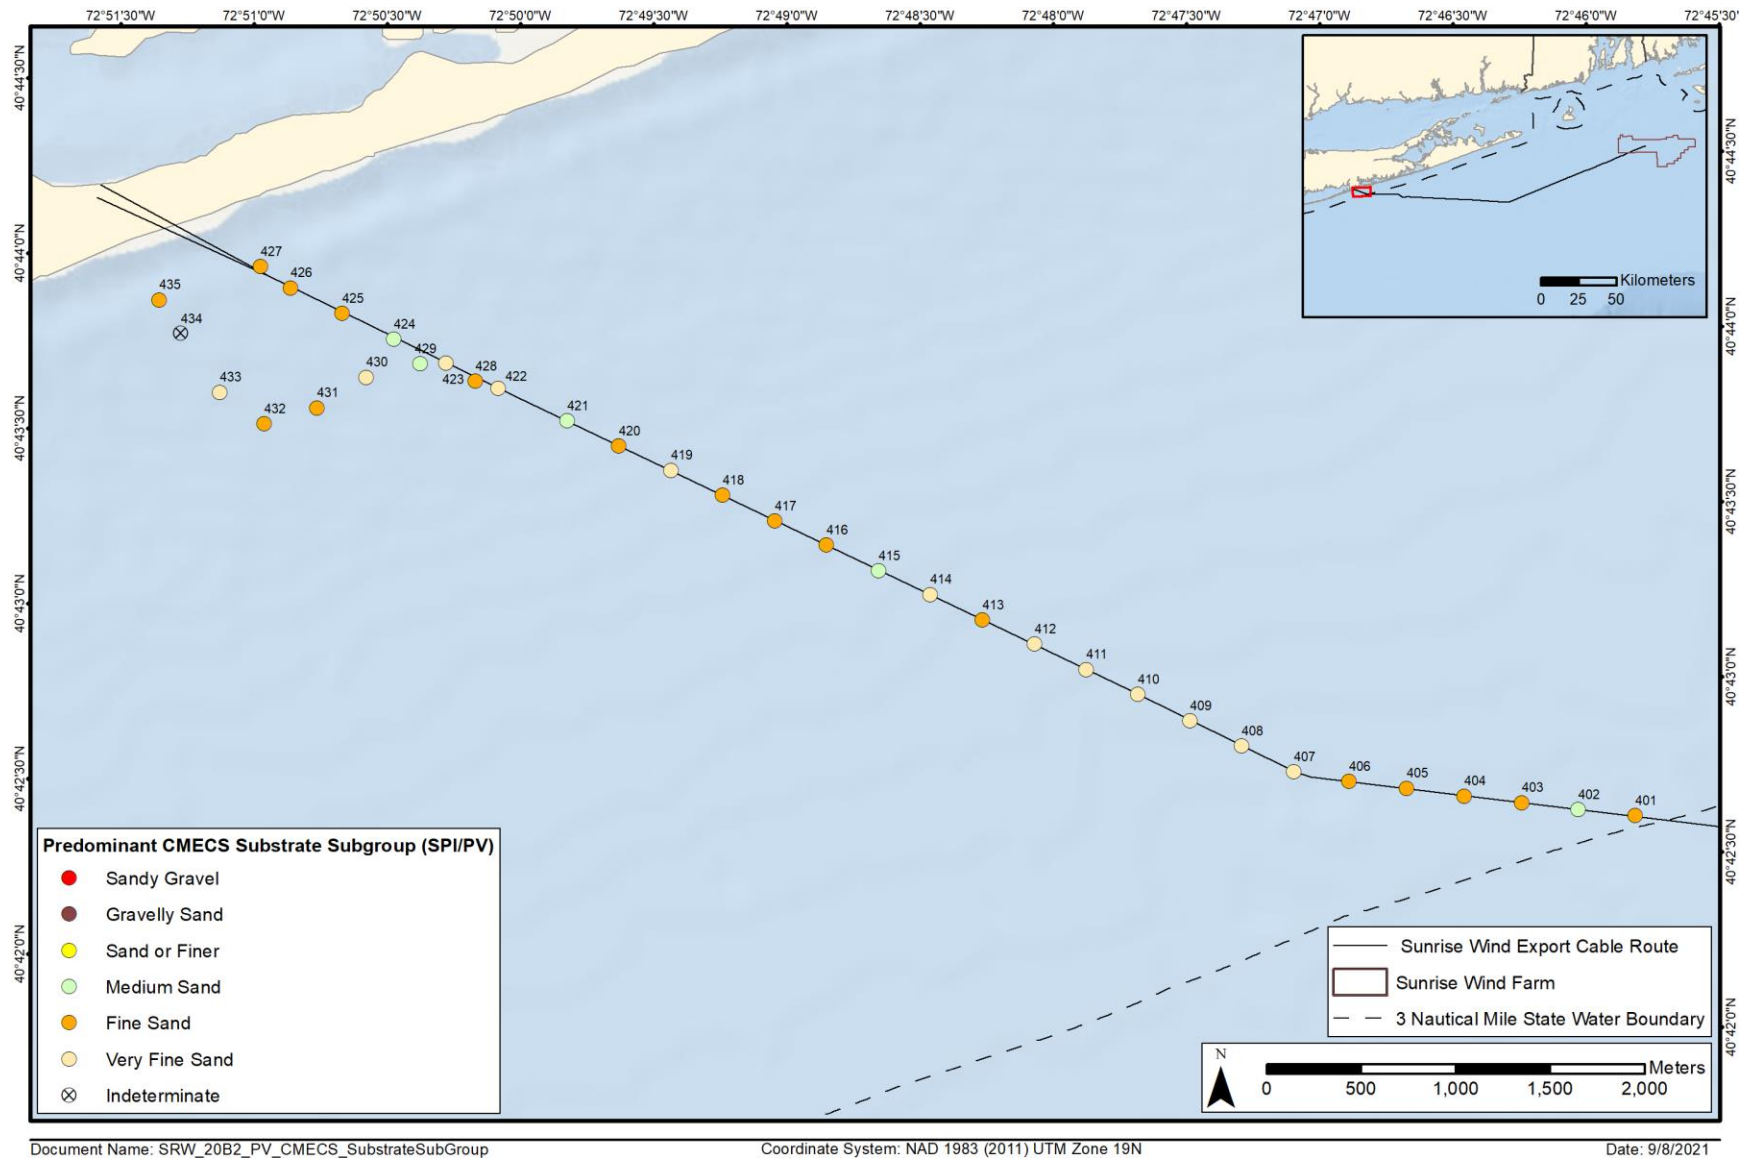 72°51'30"W 72°51'0"W 72°50'30"W 72°50'0"W 72°49'30"W 72°49'0"W 72°48'30"W 72°48'0"W 72°47'30"W 72°47'0"W 72°46'30"W 72°46'0"W 72°45'30"
40°44'30"N
40°44'0"N
40°43'30"N
40°43'0"N
40°42'30"N
40°42'0"N
40°44'30"N
40°44'0"N
40°43'30"N
40°43'0"N
40°42'30"N
40°42'0"N
Kilometers
0 25 50
427
426
435
425
434
424
429
430
423
428
422
433
431
432
421
420
419
418
417
416
415
414
413
412
411
410
409
408
407
406
405
404
403
402
401
Predominant CMECS Substrate Subgroup (SPI/PV)
Sandy Gravel
Gravelly Sand
Sand or Finer
Medium Sand
Fine Sand
Very Fine Sand
Indeterminate
Sunrise Wind Export Cable Route
Sunrise Wind Farm
3 Nautical Mile State Water Boundary
N
Meters
0 500 1,000 1,500 2,000
Document Name: SRW_20B2_PV_CMECS_SubstrateSubGroup
Coordinate System: NAD 1983 (2011) UTM Zone 19N
Date: 9/8/2021